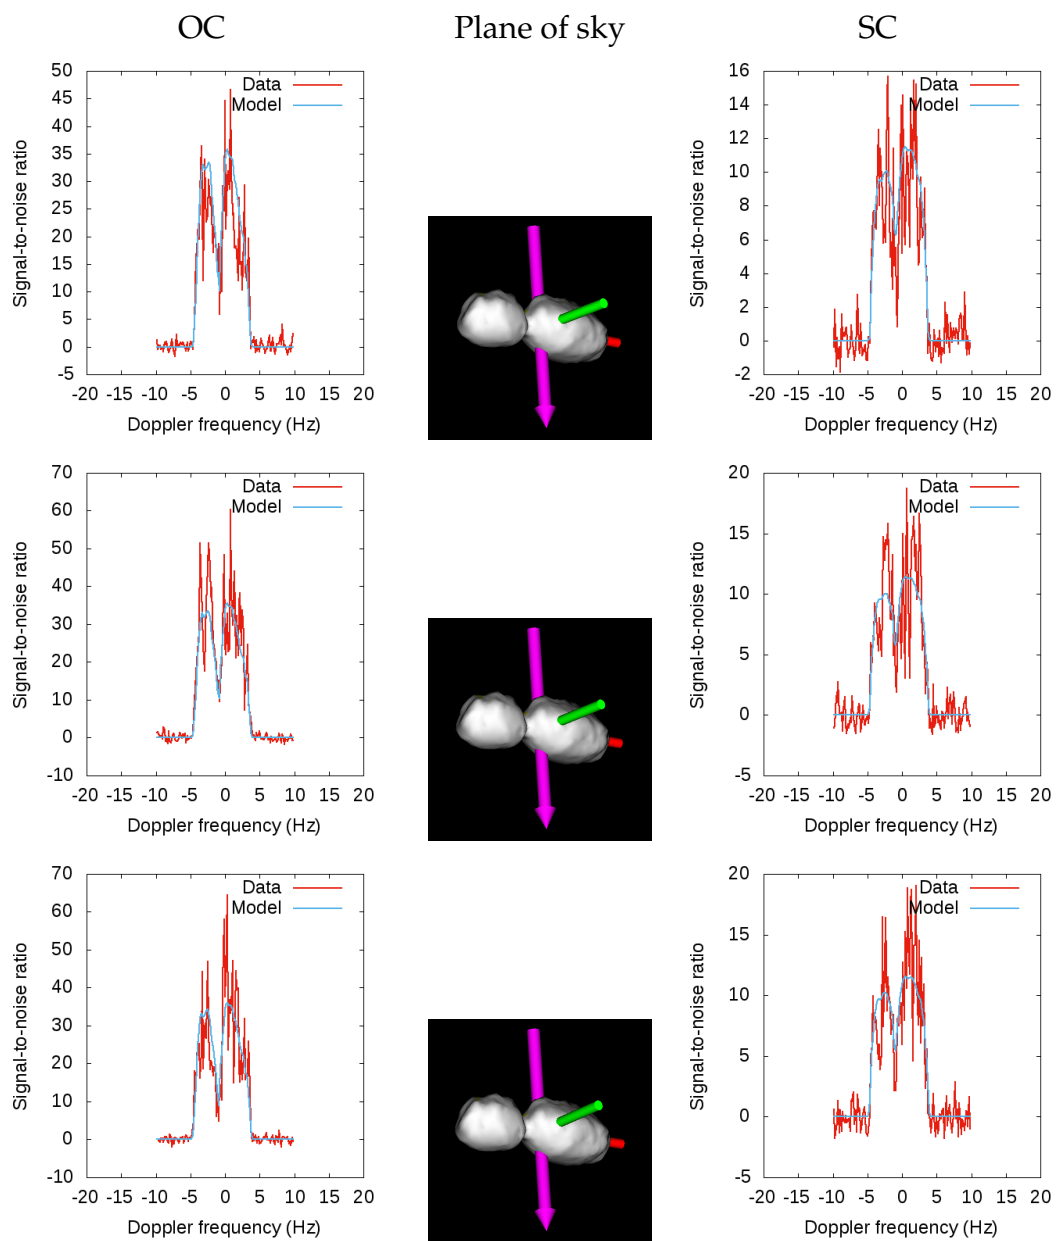 OC Plane of sky SC
Signal-to-noise ratio
50
45
40
35
30
25
20
15
10
5
0
-5
Data
Model
-20 -15 -10 -5 0 5 10 15 20
Doppler frequency (Hz)
Signal-to-noise ratio
16
14
12
10
8
6
4
2
0
-2
Data
Model
-20 -15 -10 -5 0 5 10 15 20
Doppler frequency (Hz)
Signal-to-noise ratio
70
60
50
40
30
20
10
0
-10
Data
Model
-20 -15 -10 -5 0 5 10 15 20
Doppler frequency (Hz)
Signal-to-noise ratio
20
15
10
5
0
-5
Data
Model
-20 -15 -10 -5 0 5 10 15 20
Doppler frequency (Hz)
Signal-to-noise ratio
70
60
50
40
30
20
10
0
-10
Data
Model
-20 -15 -10 -5 0 5 10 15 20
Doppler frequency (Hz)
Signal-to-noise ratio
20
15
10
5
0
-5
Data
Model
-20 -15 -10 -5 0 5 10 15 20
Doppler frequency (Hz)